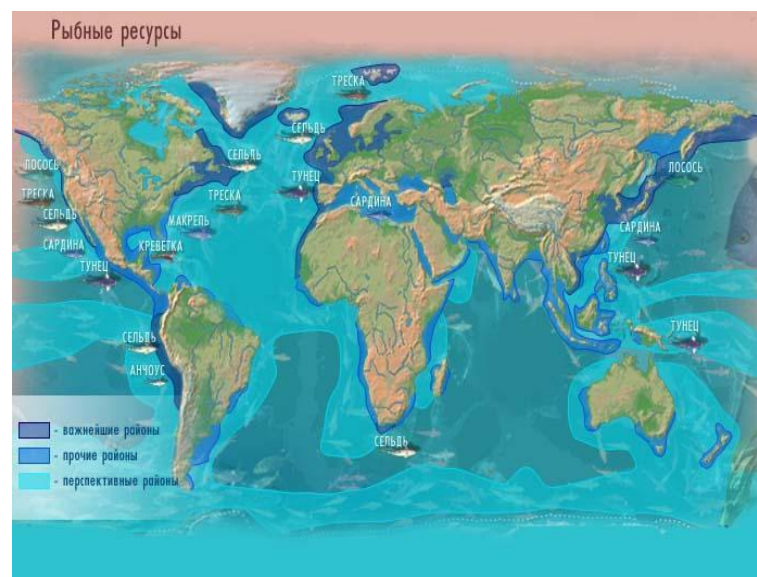 Рыбные ресурсы
ТРЕСКА
СЕЛЬДЬ
СЕЛЬДЬ
ЛОСОСЬ
ЛОСОСЬ
ТУНЕЦ
ТРЕСКА
ТРЕСКА
САРДИНА
СЕЛЬДЬ
МАКРЕЛЬ
САРДИНА
САРДИНА
КРЕВЕТКА
ТУНЕЦ
ТУНЕЦ
ТУНЕЦ
СЕЛЬДЬ
АНЧОУС
СЕЛЬДЬ
- важнейшие районы
- прочие районы
- перспективные районы